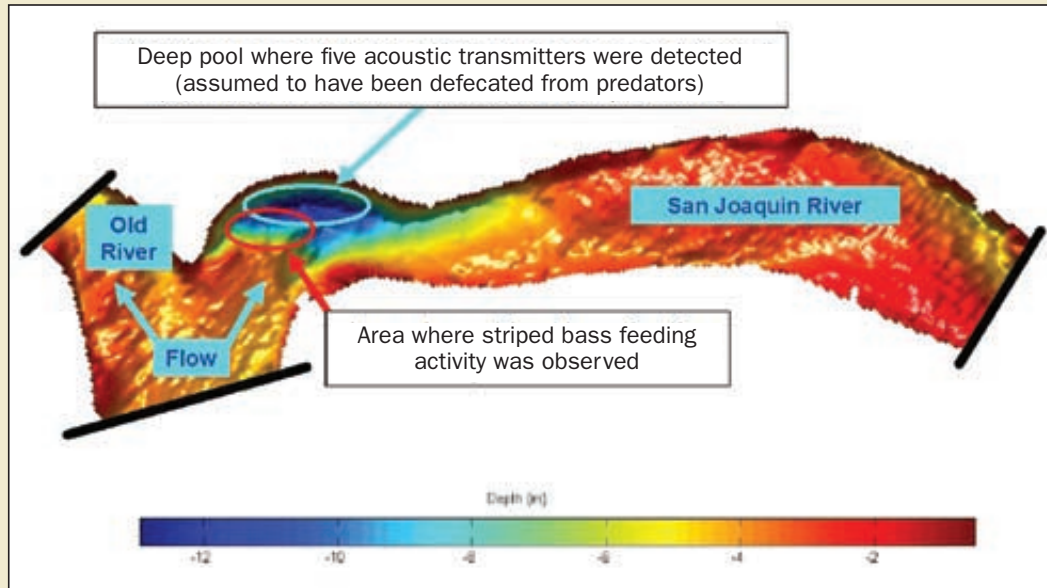 Deep pool where five acoustic transmitters were detected
(assumed to have been defecated from predators)
Old
River
San Joaquin River
Flow
Area where striped bass feeding
activity was observed
Depth [m]
-12 -10 -8 -6 -4 -2